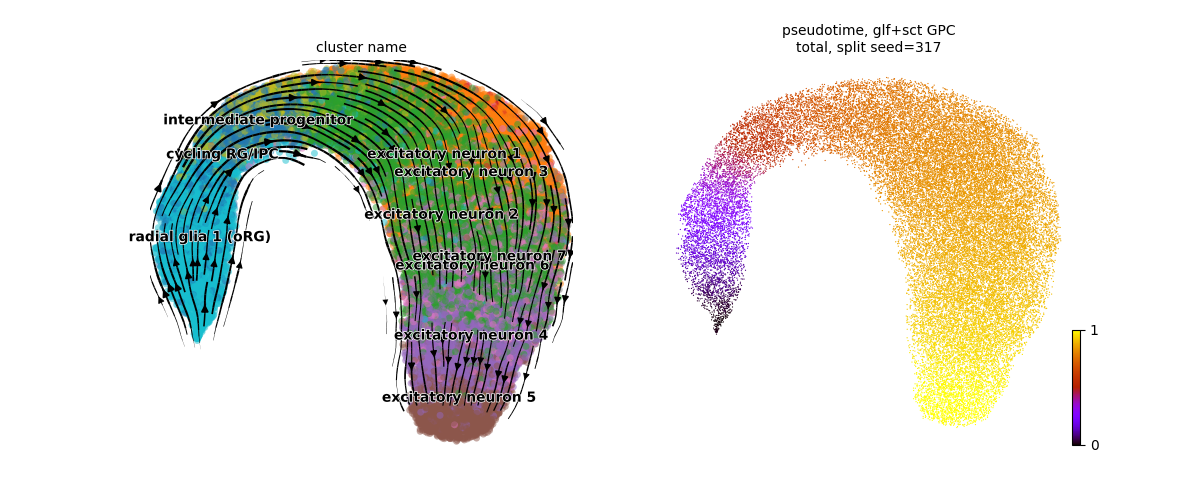 cluster name
intermediate progenitor
cycling RG/IPC
excitatory neuron 1
excitatory neuron 3
excitatory neuron 2
radial glia 1 (oRG)
excitatory neuron 7
excitatory neuron 6
excitatory neuron 4
excitatory neuron 5
pseudotime, glf+sct GPC
total, split seed=317
1
0